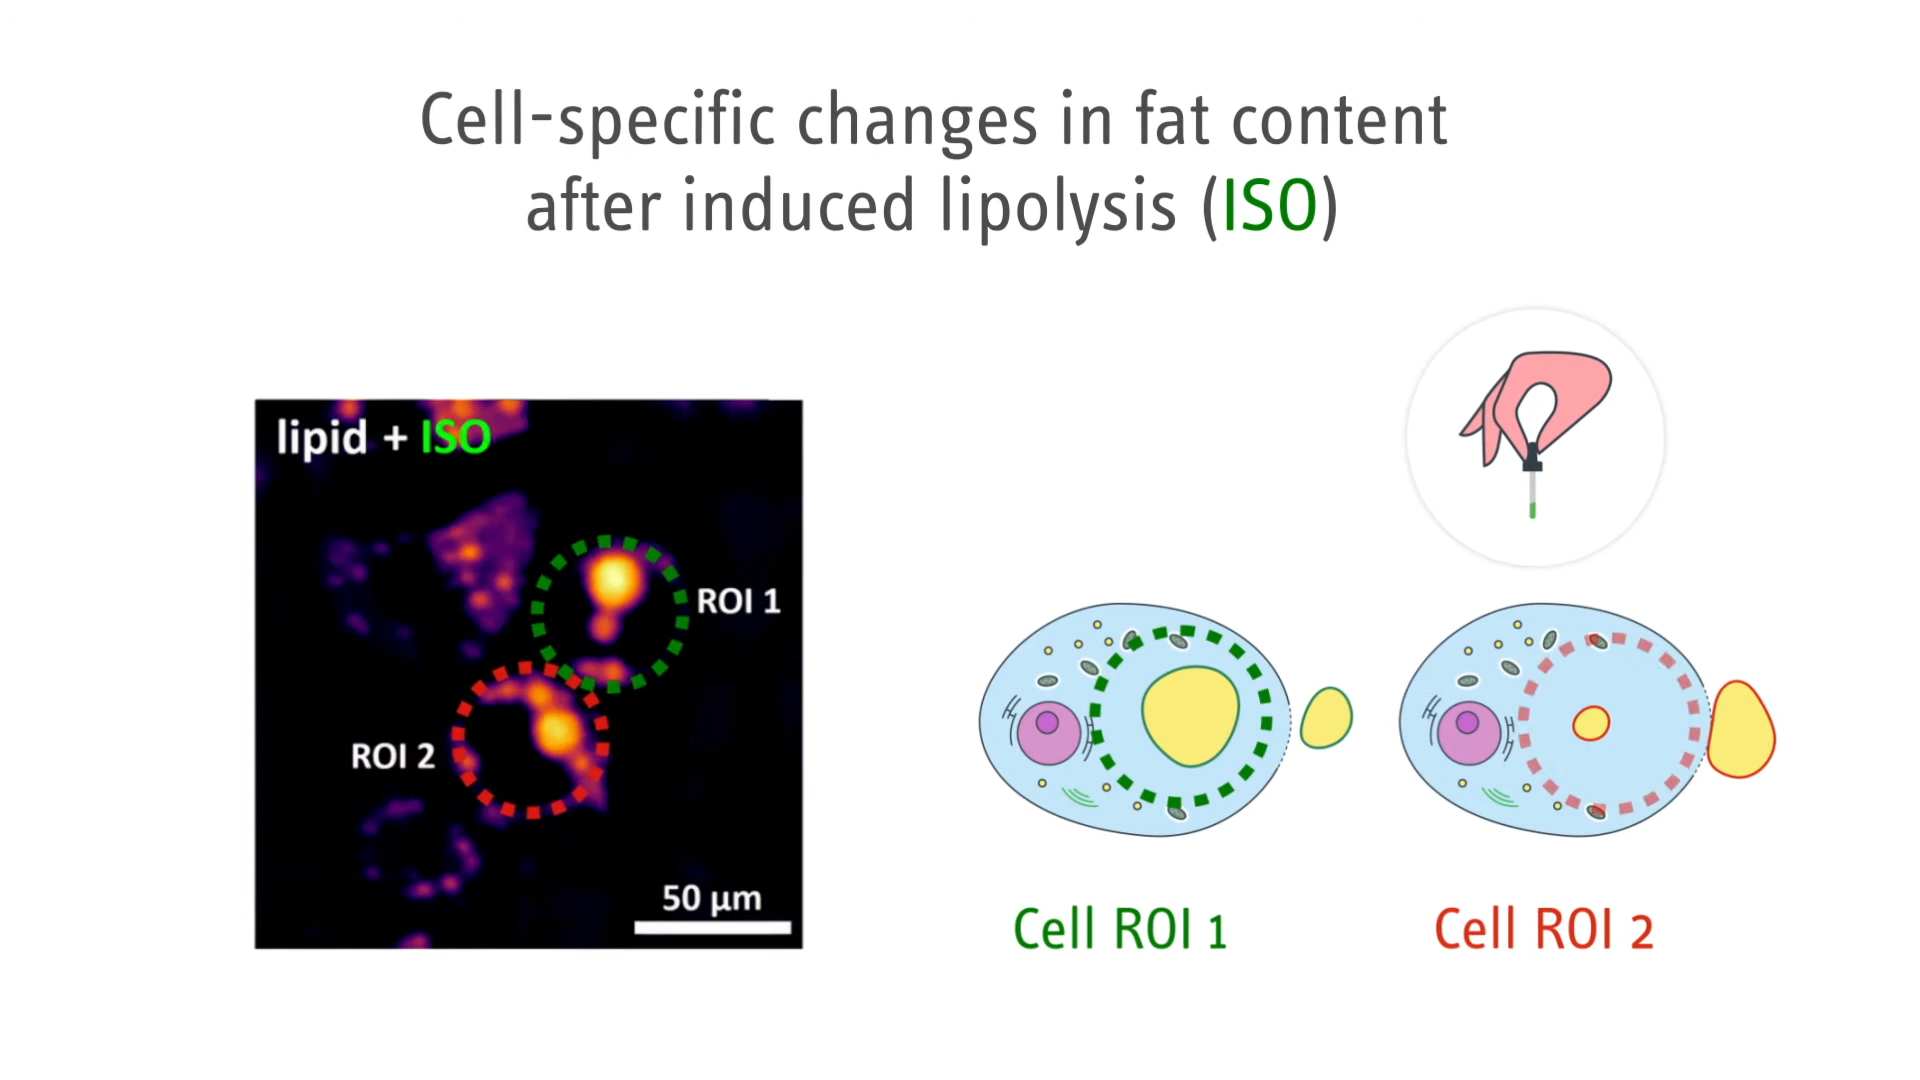 Cell-specific changes in fat content
after induced lipolysis (ISO)
lipid + ISO
ROI 1
ROI 2
50 µm
Cell ROI 1
Cell ROI 2